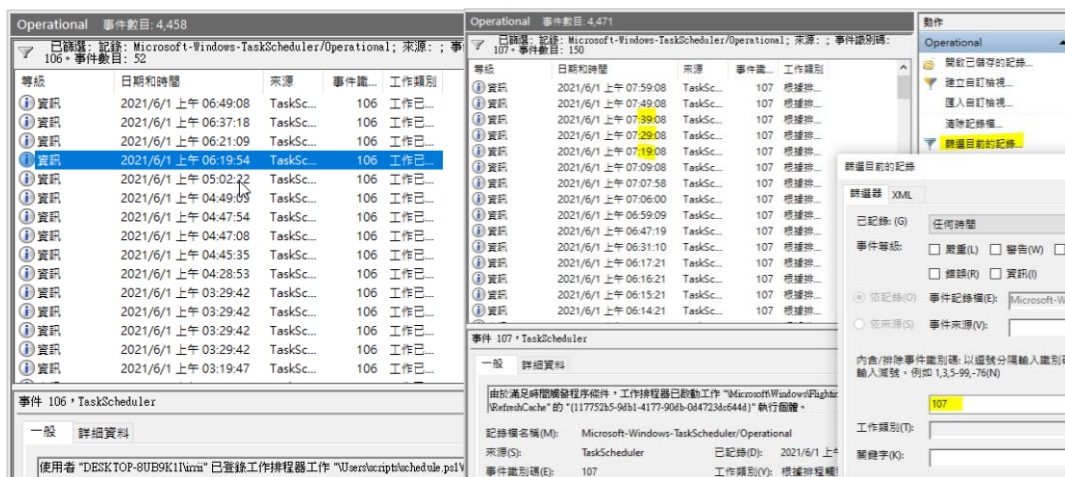 Operational 事件數目: 4,458
已篩選: 記錄: Microsoft-Windows-TaskScheduler/Operational; 來源: ; 事
106。事件數目: 52
等級 日期和時間 來源 事件識... 工作類別
資訊 2021/6/1 上午 06:49:08 TaskSc... 106 工作已...
資訊 2021/6/1 上午 06:37:18 TaskSc... 106 工作已...
資訊 2021/6/1 上午 06:21:09 TaskSc... 106 工作已...
資訊 2021/6/1 上午 06:19:54 TaskSc... 106 工作已...
資訊 2021/6/1 上午 05:02:22 TaskSc... 106 工作已...
資訊 2021/6/1 上午 04:49:09 TaskSc... 106 工作已...
資訊 2021/6/1 上午 04:47:54 TaskSc... 106 工作已...
資訊 2021/6/1 上午 04:47:08 TaskSc... 106 工作已...
資訊 2021/6/1 上午 04:45:35 TaskSc... 106 工作已...
資訊 2021/6/1 上午 04:28:53 TaskSc... 106 工作已...
資訊 2021/6/1 上午 03:29:42 TaskSc... 106 工作已...
資訊 2021/6/1 上午 03:29:42 TaskSc... 106 工作已...
資訊 2021/6/1 上午 03:29:42 TaskSc... 106 工作已...
資訊 2021/6/1 上午 03:29:42 TaskSc... 106 工作已...
資訊 2021/6/1 上午 03:19:47 TaskSc... 106 工作已...
事件 106，TaskScheduler
一般 詳細資料
使用者 "DESKTOP-8UB9K1I\imii" 已登錄工作排程器工作 "\Users\scripts\schedule.ps1\
Operational 事件數目: 4,471
已篩選: 記錄: Microsoft-Windows-TaskScheduler/Operational; 來源: ; 事件識別碼:
107。事件數目: 150
等級 日期和時間 來源 事件識... 工作類別
資訊 2021/6/1 上午 07:59:08 TaskSc... 107 根據排...
資訊 2021/6/1 上午 07:49:08 TaskSc... 107 根據排...
資訊 2021/6/1 上午 07:39:08 TaskSc... 107 根據排...
資訊 2021/6/1 上午 07:29:08 TaskSc... 107 根據排...
資訊 2021/6/1 上午 07:19:08 TaskSc... 107 根據排...
資訊 2021/6/1 上午 07:09:08 TaskSc... 107 根據排...
資訊 2021/6/1 上午 07:07:58 TaskSc... 107 根據排...
資訊 2021/6/1 上午 07:06:00 TaskSc... 107 根據排...
資訊 2021/6/1 上午 06:59:09 TaskSc... 107 根據排...
資訊 2021/6/1 上午 06:47:19 TaskSc... 107 根據排...
資訊 2021/6/1 上午 06:31:10 TaskSc... 107 根據排...
資訊 2021/6/1 上午 06:17:21 TaskSc... 107 根據排...
資訊 2021/6/1 上午 06:16:21 TaskSc... 107 根據排...
資訊 2021/6/1 上午 06:15:21 TaskSc... 107 根據排...
資訊 2021/6/1 上午 06:14:21 TaskSc... 107 根據排...
事件 107，TaskScheduler
一般 詳細資料
由於滿足時間觸發程序條件，工作排程器已啟動工作 "\Microsoft\Windows\Flightin
\RefreshCache" 的 "{117752b5-9db1-4177-90db-0d4723dc644d}" 執行個體。
記錄檔名稱(M): Microsoft-Windows-TaskScheduler/Operational
來源(S): TaskScheduler 已記錄(D): 2021/6/1 上午
事件識別碼(E): 107 工作類別(Y): 根據排程觸
動作
Operational
開啟已儲存的記錄...
建立自訂檢視...
匯入自訂檢視...
清除記錄檔...
篩選目前的記錄...
篩選目前的記錄
篩選器 XML
已記錄: (G) 任何時間
事件等級: 嚴重(L) 警告(W)
錯誤(R) 資訊(I)
依記錄(O) 事件記錄檔(E): Microsoft-W
依來源(S) 事件來源(V):
內含/排除事件識別碼: 以逗號分隔輸入識別
輸入減號。例如 1,3,5-99,-76(N)
107
工作類別(T):
關鍵字(K):